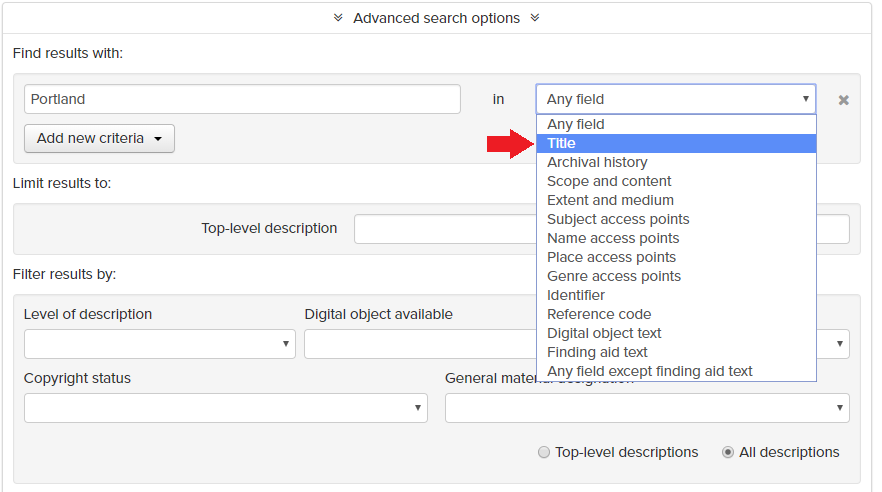 Advanced search options
Find results with:
Portland in Any field
Add new criteria
Any field
Title
Archival history
Scope and content
Extent and medium
Subject access points
Name access points
Place access points
Genre access points
Identifier
Reference code
Digital object text
Finding aid text
Any field except finding aid text
Limit results to:
Top-level description
Filter results by:
Level of description Digital object available
Copyright status General material designation
Top-level descriptions All descriptions